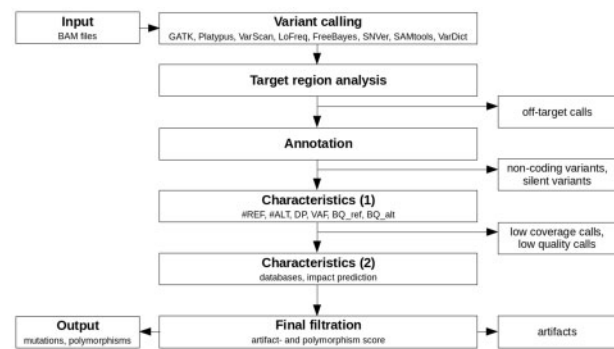 Input
BAM files
Variant calling
GATK, Platypus, VarScan, LoFreq, FreeBayes, SNVer, SAMtools, VarDict
Target region analysis
off-target calls
Annotation
non-coding variants,
silent variants
Characteristics (1)
#REF, #ALT, DP, VAF, BQ_ref, BQ_alt
low coverage calls,
low quality calls
Characteristics (2)
databases, impact prediction
Output
mutations, polymorphisms
Final filtration
artifact- and polymorphism score
artifacts